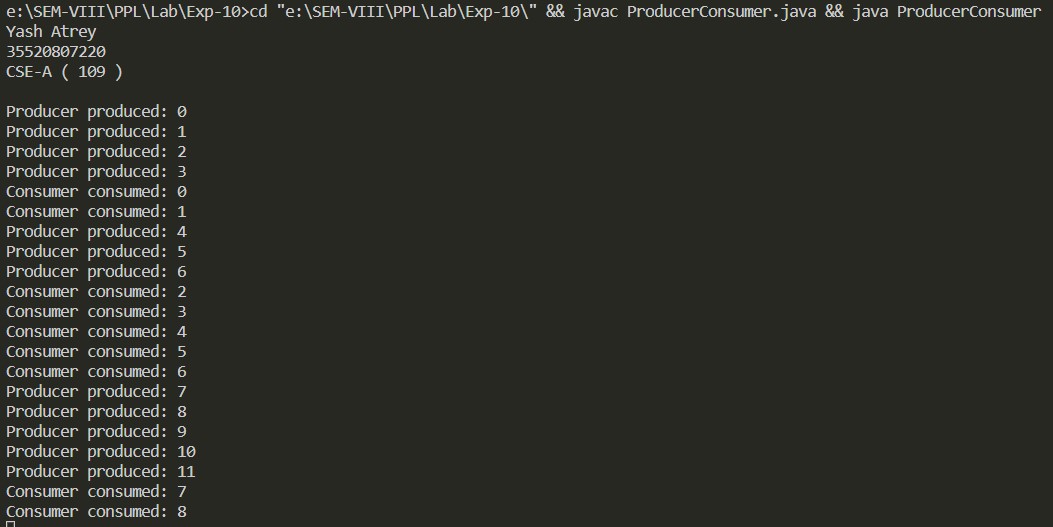 e:\SEM-VIII\PPL\Lab\Exp-10>cd "e:\SEM-VIII\PPL\Lab\Exp-10\" && javac ProducerConsumer.java && java ProducerConsumer
Yash Atrey
35520807220
CSE-A ( 109 )

Producer produced: 0
Producer produced: 1
Producer produced: 2
Producer produced: 3
Consumer consumed: 0
Consumer consumed: 1
Producer produced: 4
Producer produced: 5
Producer produced: 6
Consumer consumed: 2
Consumer consumed: 3
Consumer consumed: 4
Consumer consumed: 5
Consumer consumed: 6
Producer produced: 7
Producer produced: 8
Producer produced: 9
Producer produced: 10
Producer produced: 11
Consumer consumed: 7
Consumer consumed: 8